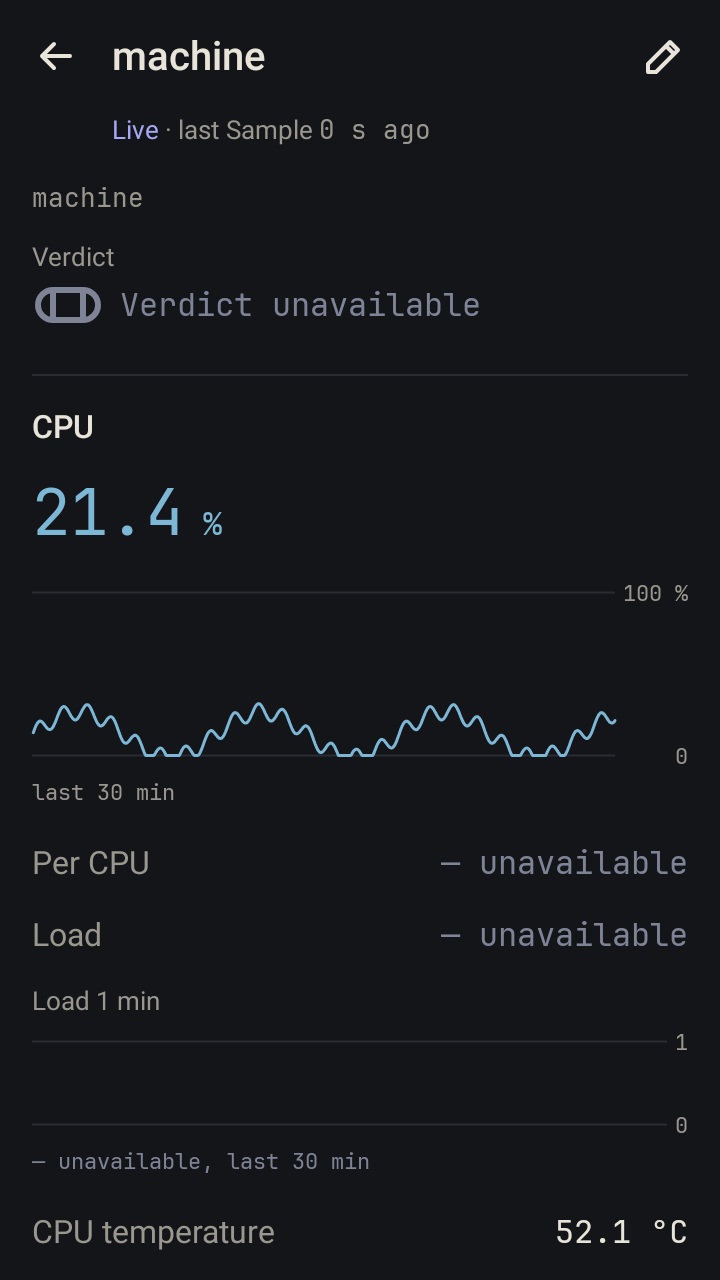 machine
Live · last Sample 0 s ago
machine
Verdict
Verdict unavailable
CPU
21.4 %
100 %
0
last 30 min
Per CPU — unavailable
Load — unavailable
Load 1 min
1
0
— unavailable, last 30 min
CPU temperature 52.1 °C